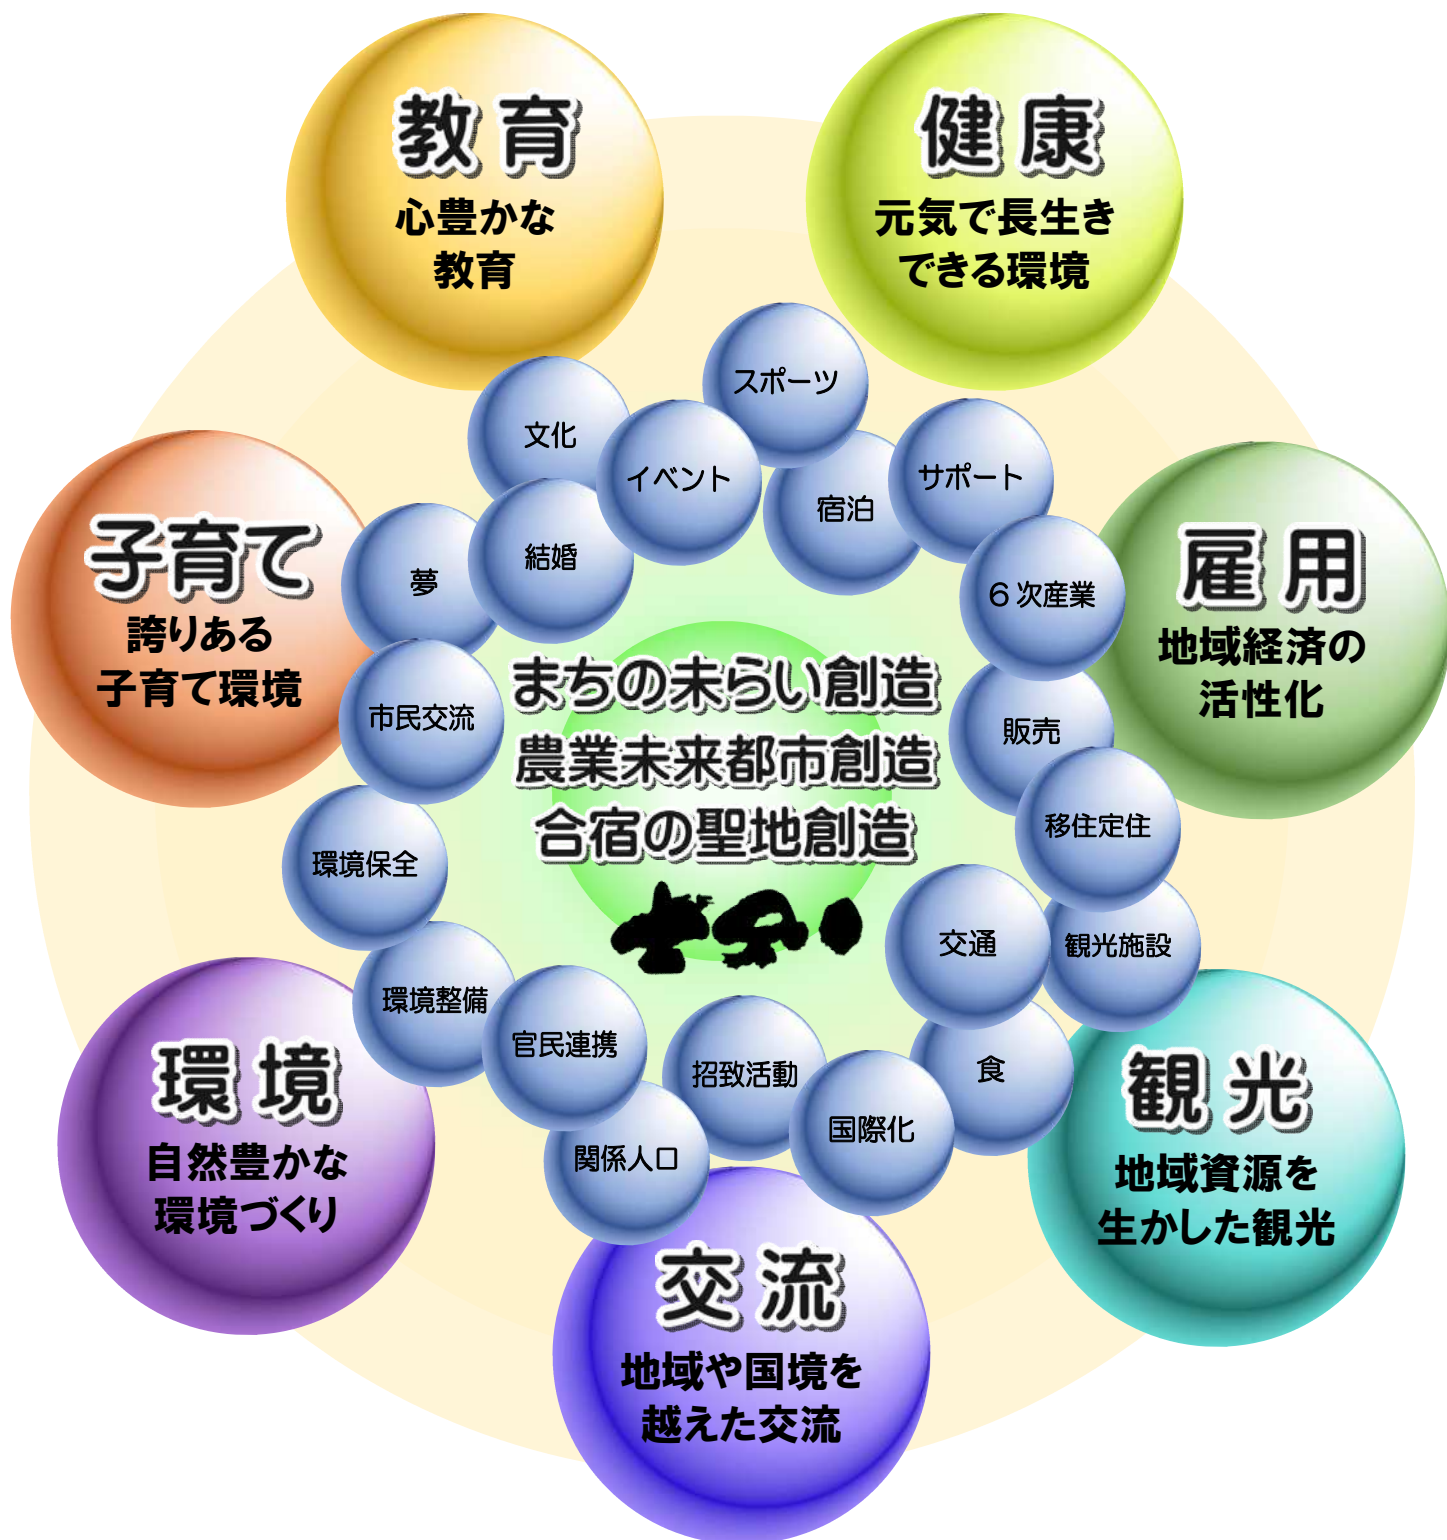 教育
心豊かな
教育
健康
元気で長生き
できる環境
スポーツ
文化
イベント
サポート
宿泊
子育て
誇りある
子育て環境
夢
結婚
6次産業
雇用
地域経済の
活性化
市民交流
まちの未らい創造
農業未来都市創造
合宿の聖地創造
販売
移住定住
環境保全
交通
観光施設
環境整備
官民連携
招致活動
食
国際化
関係人口
環境
自然豊かな
環境づくり
観光
地域資源を
生かした観光
交流
地域や国境を
越えた交流